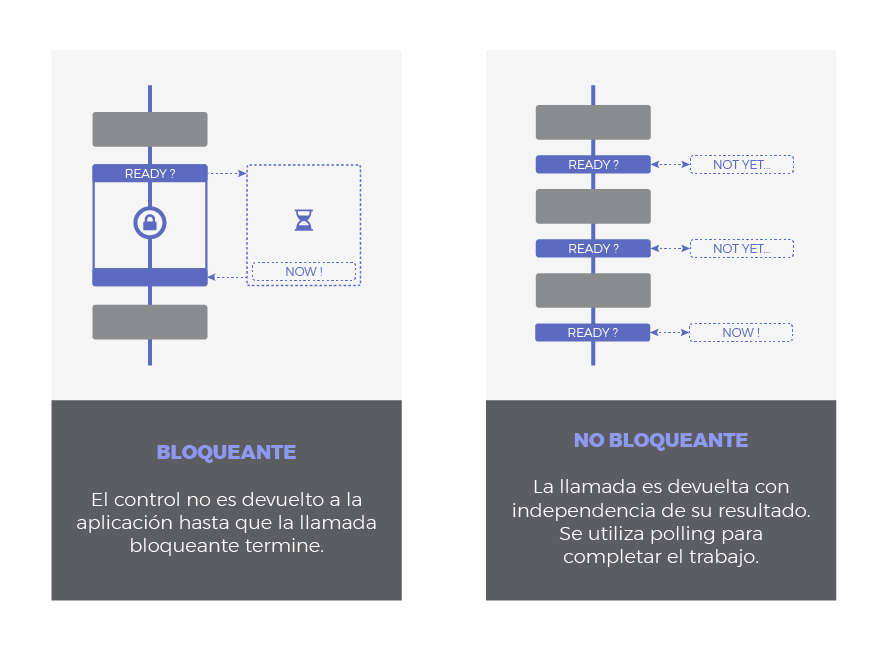 READY ?
NOW !
BLOQUEANTE
El control no es devuelto a la
aplicación hasta que la llamada
bloqueante termine.
READY ?
NOT YET...
READY ?
NOT YET...
READY ?
NOW !
NO BLOQUEANTE
La llamada es devuelta con
independencia de su resultado.
Se utiliza polling para
completar el trabajo.